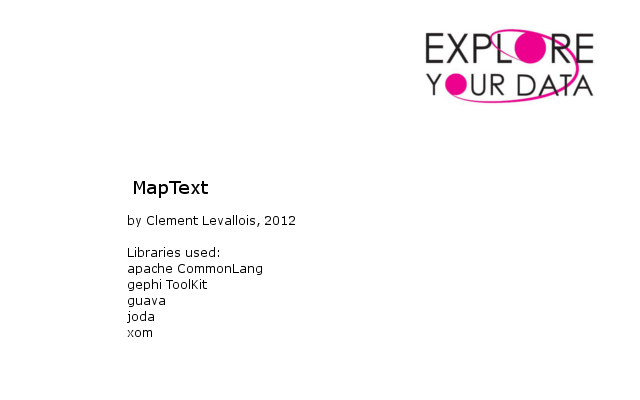 EXPLORE
YOUR DATA
MapText
by Clement Levallois, 2012
Libraries used:
apache CommonLang
gephi ToolKit
guava
joda
xom